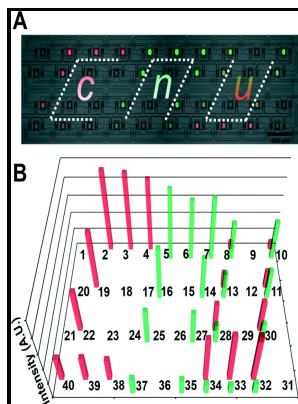 A
c n u
400 μm
B
1 2 3 4 5 6 7 8 9 10
20 19 18 17 16 15 14 13 12 11
21 22 23 24 25 26 27 28 29 30
40 39 38 37 36 35 34 33 32 31
Intensity (A.U.)